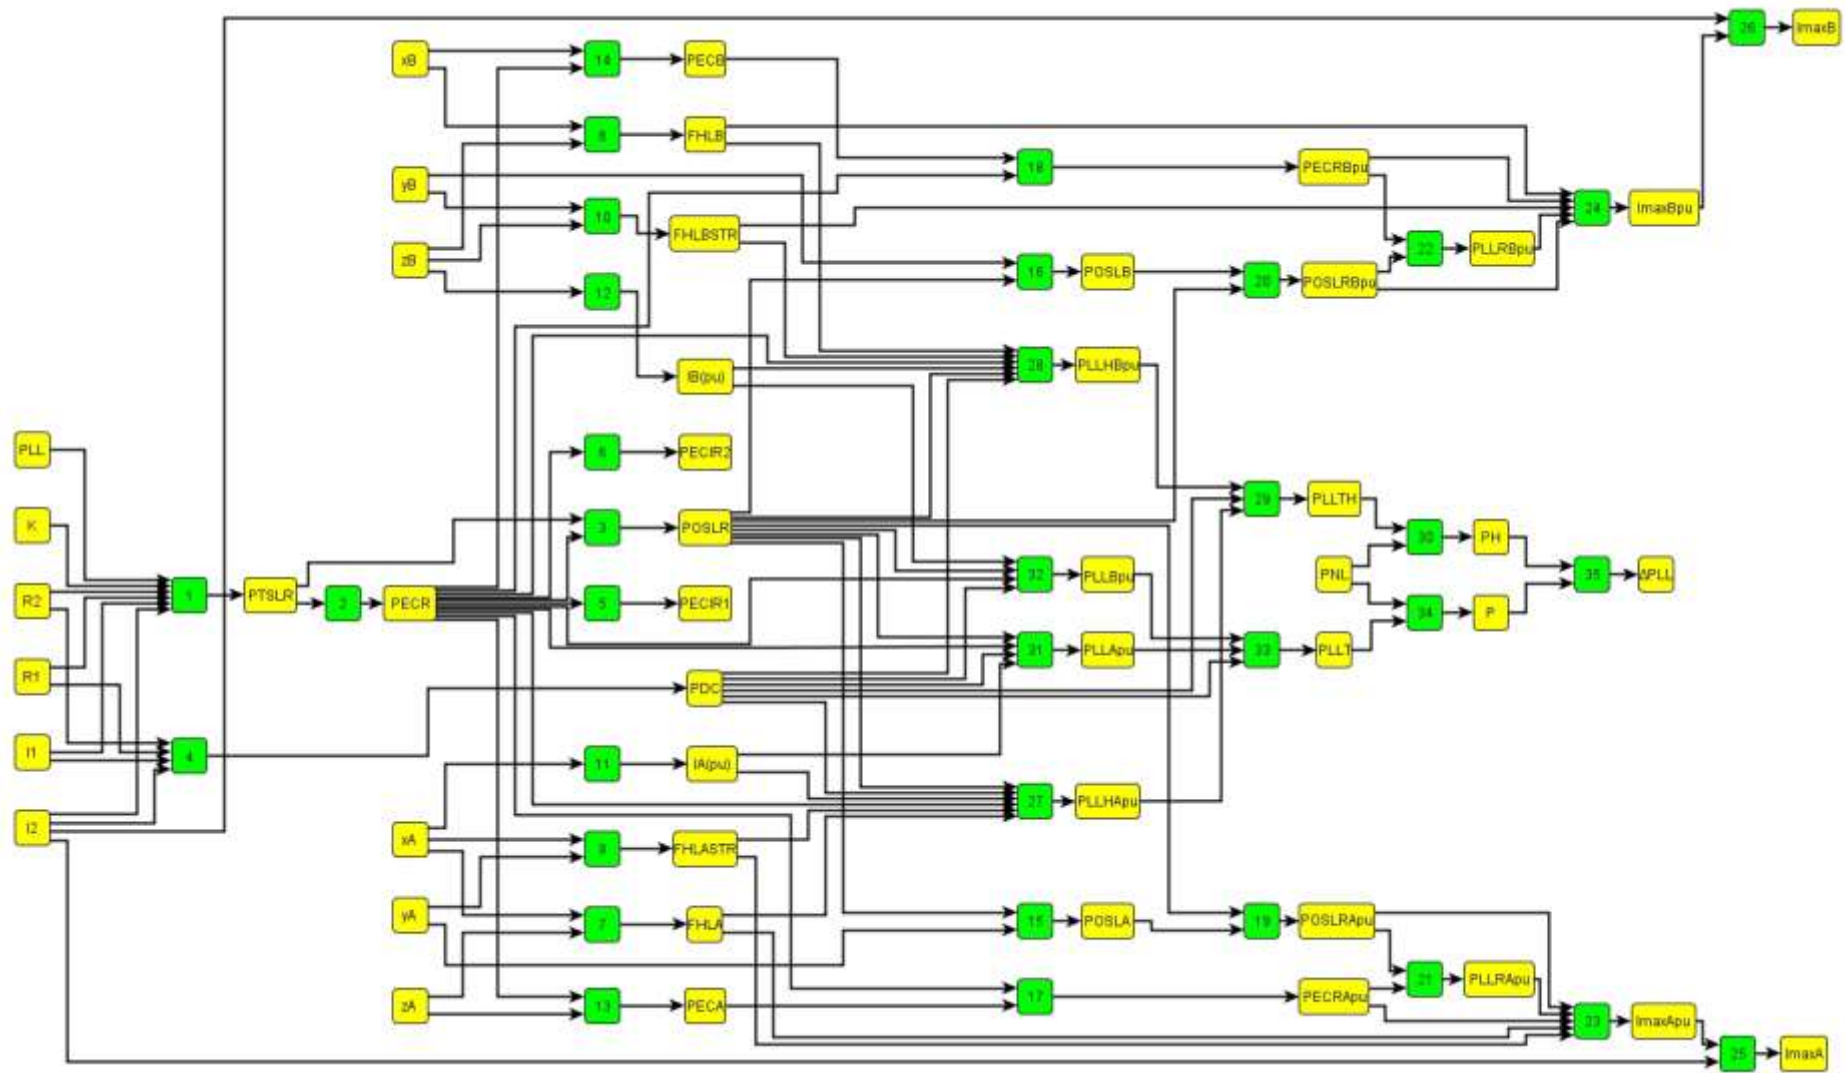 26 ImaxB
xB 14 PECB
8 FHLB
18 PECRBpu
yB 10 FHLBSTR 24 ImaxBpu
22 PLLRBpu
zB 16 POSLB 20 POSLRBpu
12
28 PLLHBpu
IB(pu)
PLL 6 PECIR2
29 PLLTH
K 3 POSLR 30 PH
32 PLLBpu PNL 35 ΔPLL
R2 1 PTSLR 2 PECR 5 PECIR1 34 P
31 PLLApu 33 PLLT
R1 PDC
I1 4 11 IA(pu)
27 PLLHApu
I2 xA 9 FHLASTR
yA 7 FHLA 15 POSLA 19 POSLRApu
21 PLLRApu
zA 13 PECA 17 PECRApu
23 ImaxApu
25 ImaxA